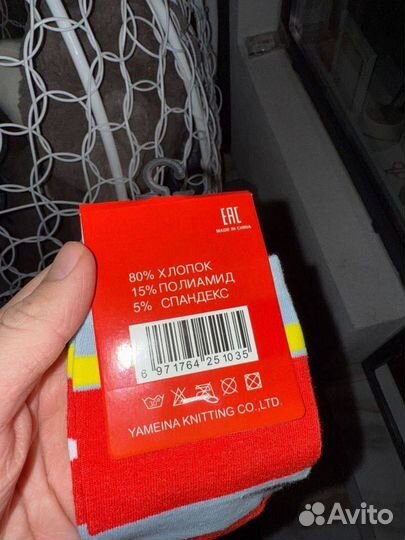 EAC
MADE IN CHINA
80% ХЛОПОК
15% ПОЛИАМИД
5% СПАНДЕКС
6 971764 251035
YAMEINA KNITTING CO., LTD.
Avito